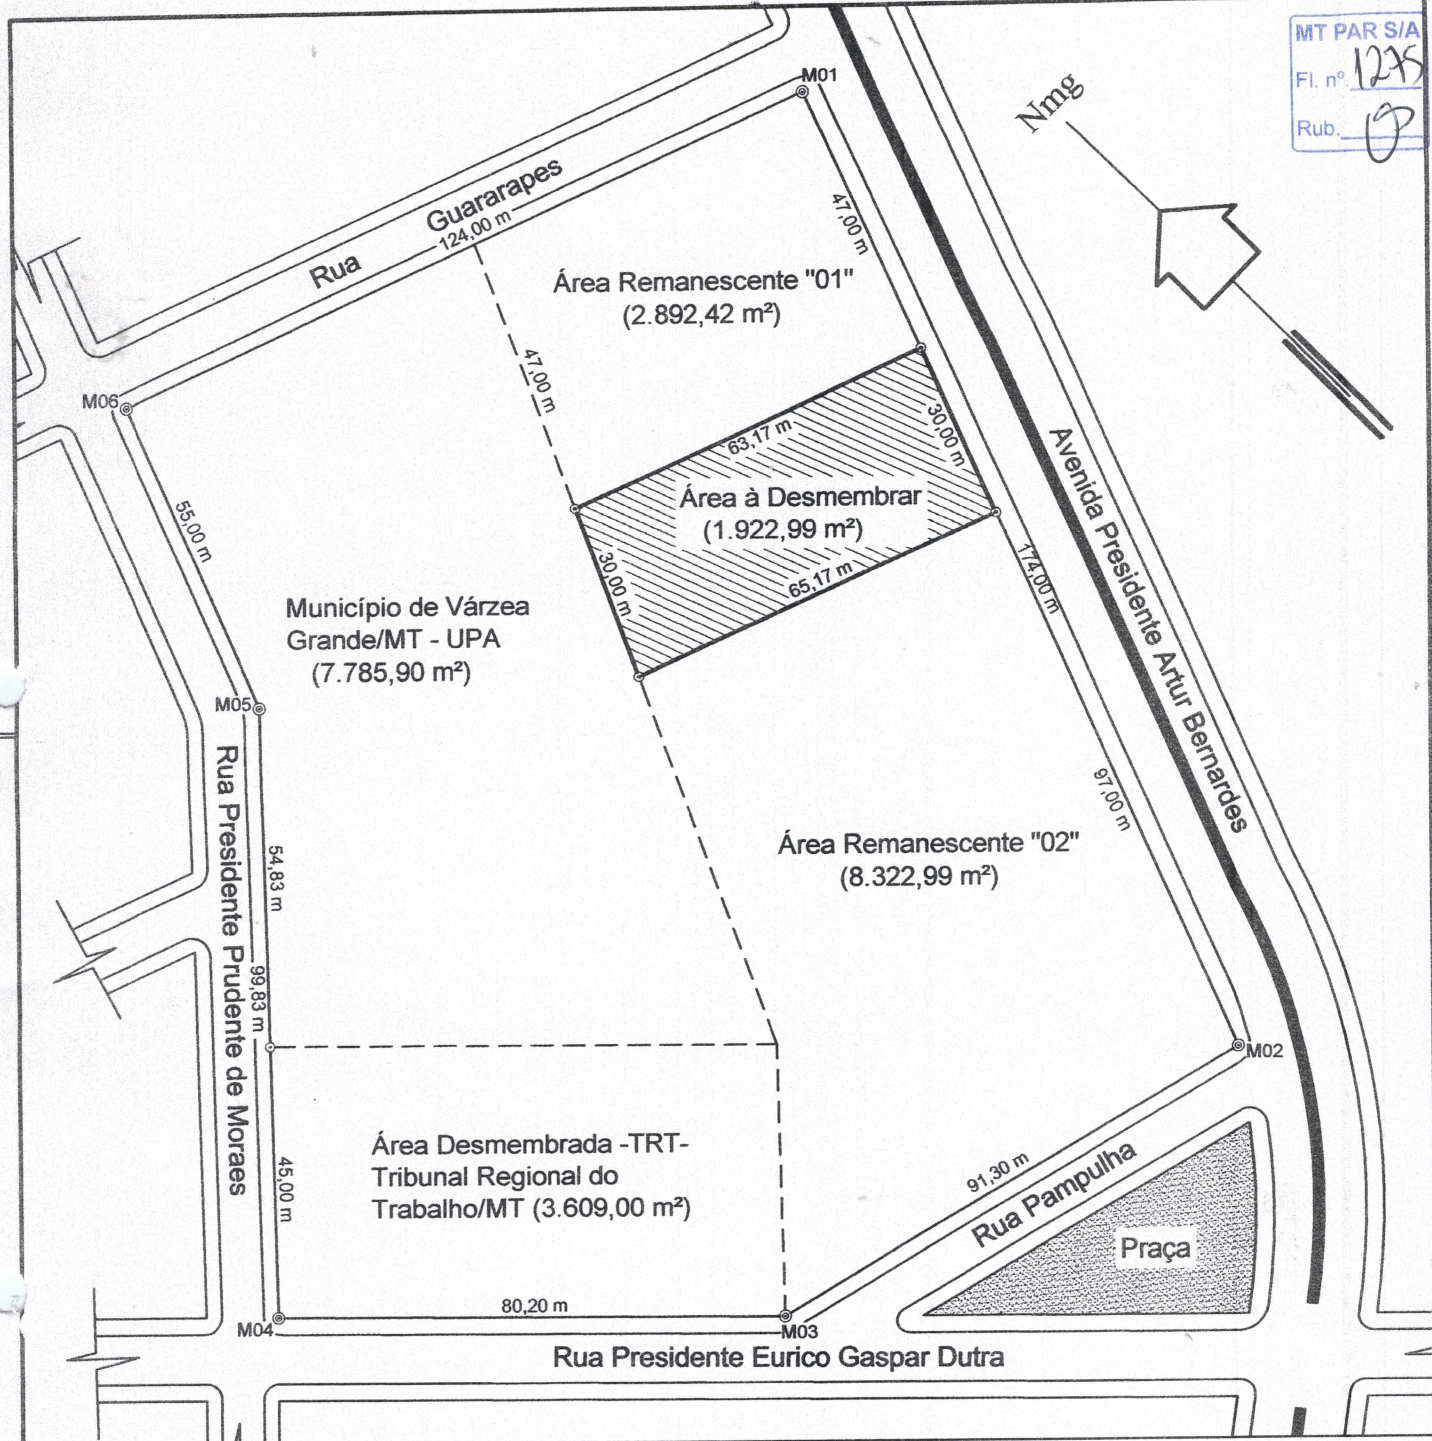 MT PAR S/A
Fl. nº 1275
Rub.
M01
Nmg
Rua Guararapes
124,00 m
47,00 m
Área Remanescente "01"
(2.892,42 m²)
47,00 m
M06
63,17 m
30,00 m
Avenida Presidente Artur Bernardes
55,00 m
Área à Desmembrar
(1.922,99 m²)
30,00 m
65,17 m
174,00 m
Município de Várzea
Grande/MT - UPA
(7.785,90 m²)
M05
Rua Presidente Prudente de Moraes
97,00 m
54,83 m
Área Remanescente "02"
(8.322,99 m²)
99,83 m
M02
Área Desmembrada -TRT-
Tribunal Regional do
Trabalho/MT (3.609,00 m²)
45,00 m
91,30 m
Rua Pampulha
Praça
80,20 m
M04
M03
Rua Presidente Eurico Gaspar Dutra